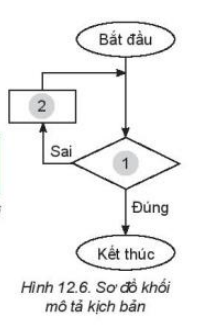 Bắt đầu
2
Sai
1
Đúng
Kết thúc
Hình 12.6. Sơ đồ khối
mô tả kịch bản